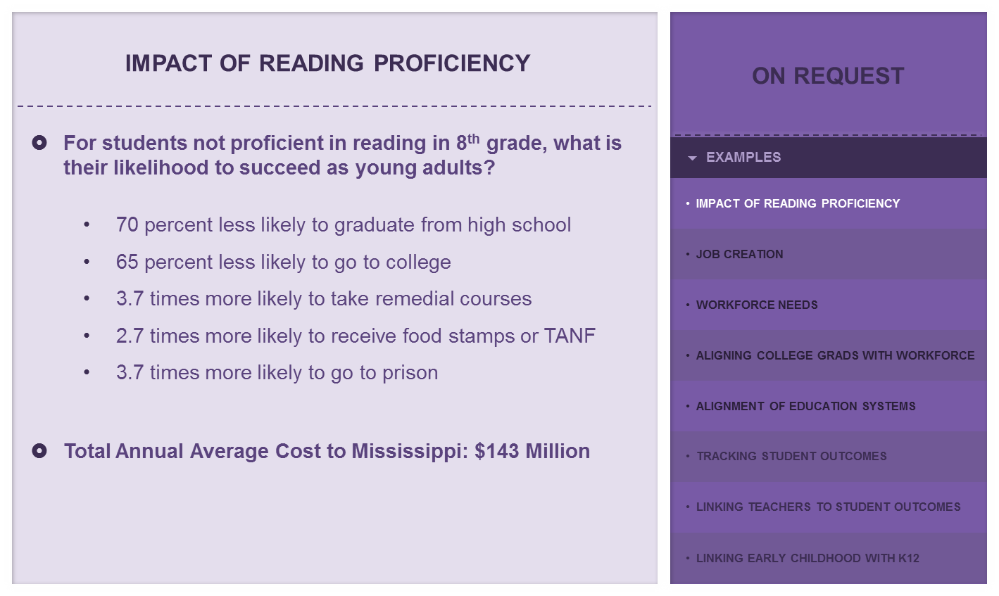 IMPACT OF READING PROFICIENCY
For students not proficient in reading in 8th grade, what is
their likelihood to succeed as young adults?
• 70 percent less likely to graduate from high school
• 65 percent less likely to go to college
• 3.7 times more likely to take remedial courses
• 2.7 times more likely to receive food stamps or TANF
• 3.7 times more likely to go to prison
Total Annual Average Cost to Mississippi: $143 Million
ON REQUEST
EXAMPLES
• IMPACT OF READING PROFICIENCY
• JOB CREATION
• WORKFORCE NEEDS
• ALIGNING COLLEGE GRADS WITH WORKFORCE
• ALIGNMENT OF EDUCATION SYSTEMS
• TRACKING STUDENT OUTCOMES
• LINKING TEACHERS TO STUDENT OUTCOMES
• LINKING EARLY CHILDHOOD WITH K12